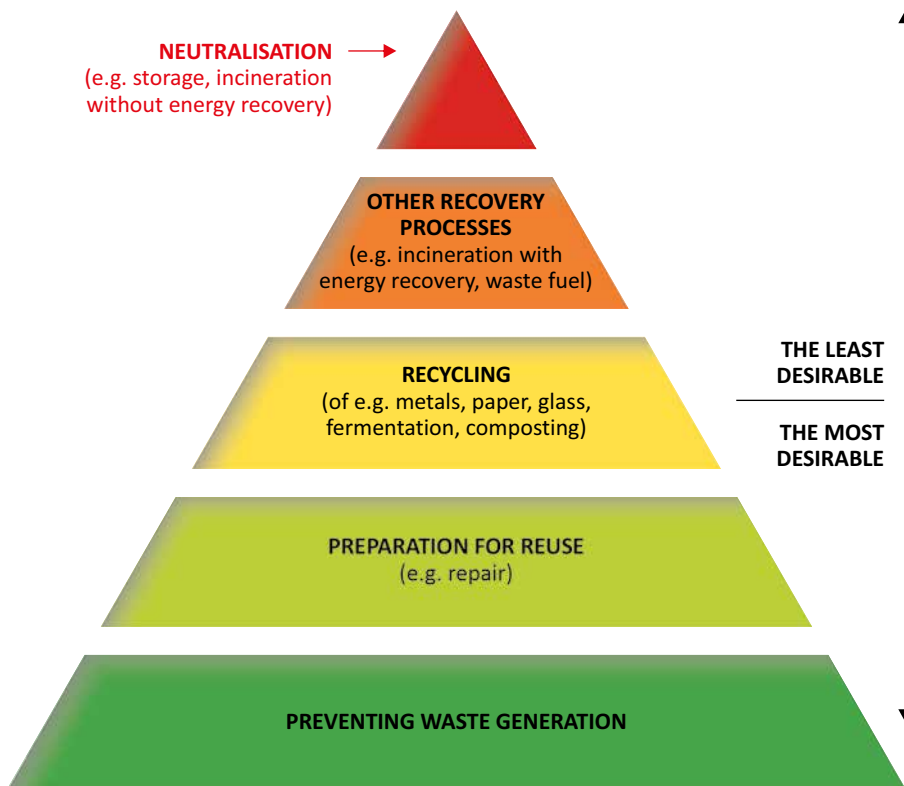 NEUTRALISATION
(e.g. storage, incineration
without energy recovery)
OTHER RECOVERY
PROCESSES
(e.g. incineration with
energy recovery, waste fuel)
THE LEAST
DESIRABLE
RECYCLING
(of e.g. metals, paper, glass,
fermentation, composting)
THE MOST
DESIRABLE
PREPARATION FOR REUSE
(e.g. repair)
PREVENTING WASTE GENERATION